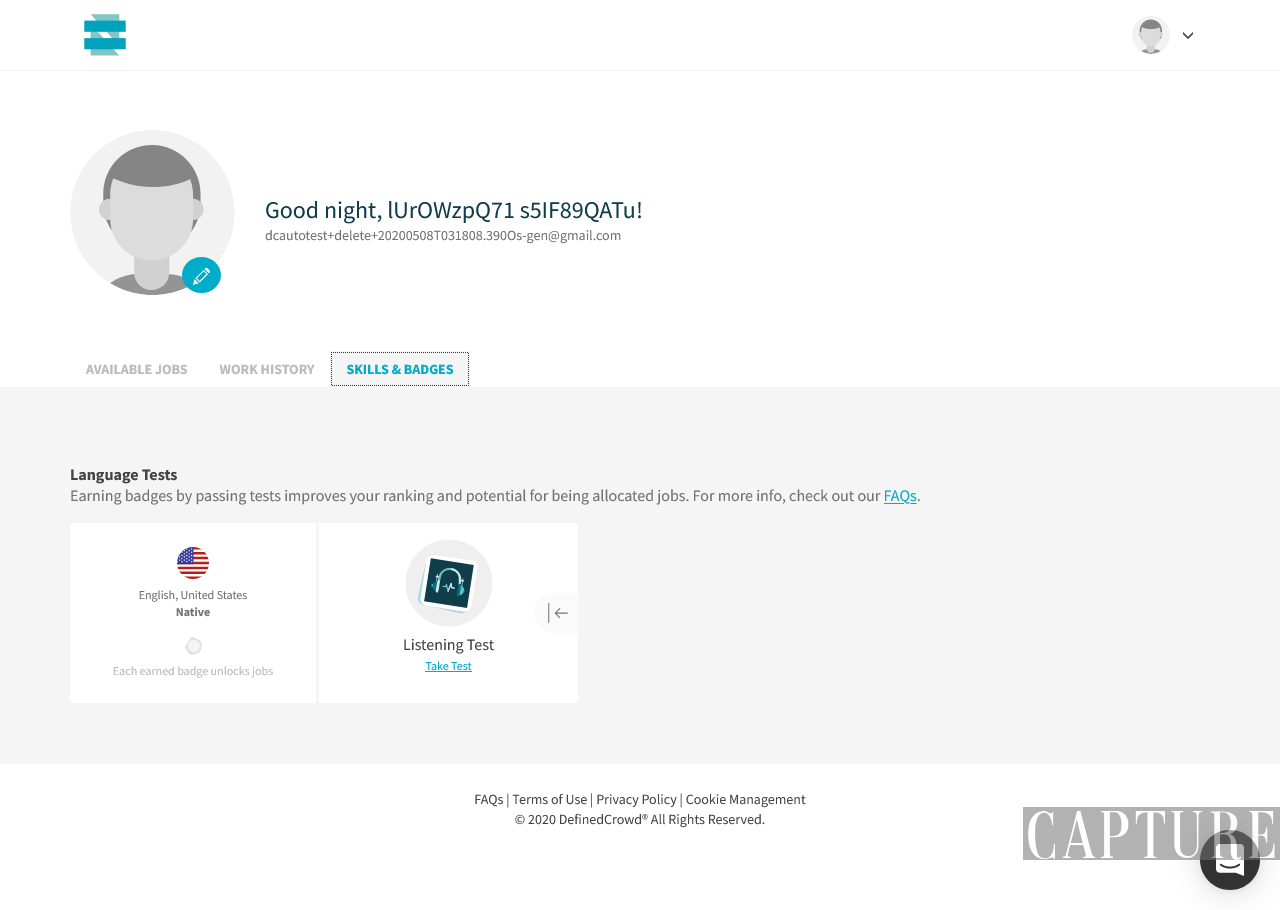 Good night, lUrOWzpQ71 s5IF89QATu!
dcautotest+delete+20200508T031808.390Os-gen@gmail.com
AVAILABLE JOBS
WORK HISTORY
SKILLS & BADGES
Language Tests
Earning badges by passing tests improves your ranking and potential for being allocated jobs. For more info, check out our FAQs.
English, United States
Native
Each earned badge unlocks jobs
Listening Test
Take Test
FAQs | Terms of Use | Privacy Policy | Cookie Management
© 2020 DefinedCrowd® All Rights Reserved.
CAPTURE